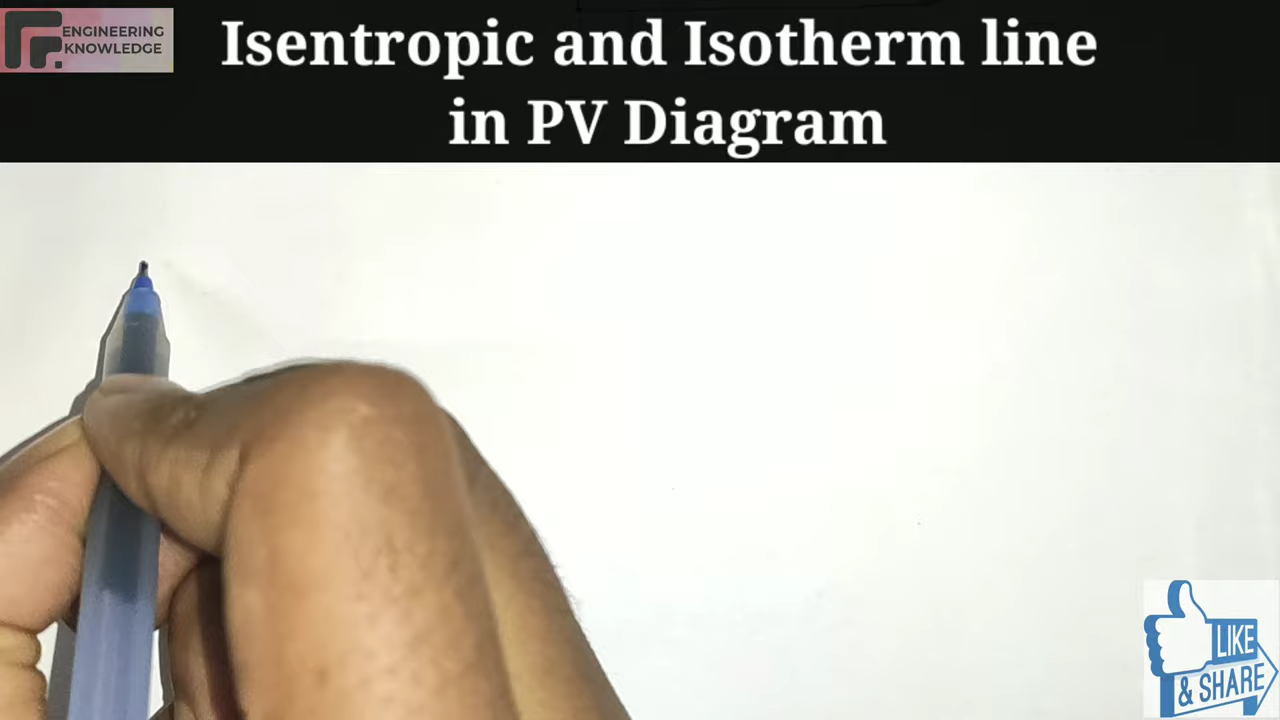 ENGINEERING
KNOWLEDGE
Isentropic and Isotherm line
in PV Diagram
LIKE
& SHARE